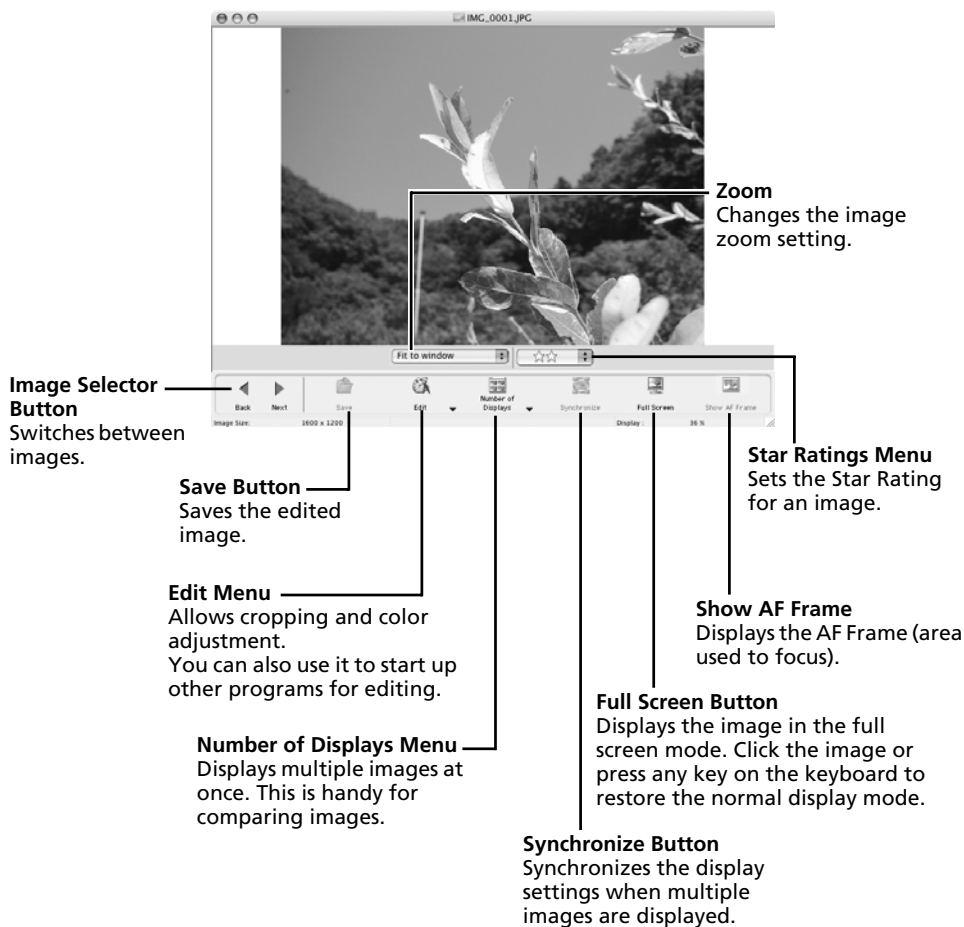 IMG_0001.JPG
Zoom
Changes the image
zoom setting.
Fit to window
Image Selector
Button
Switches between
images.
Back
Next
Save
Edit
Number of
Displays
Synchronize
Full Screen
Show AF Frame
Image Size:
1600 x 1200
Display :
36 %
Star Ratings Menu
Sets the Star Rating
for an image.
Save Button
Saves the edited
image.
Edit Menu
Allows cropping and color
adjustment.
You can also use it to start up
other programs for editing.
Show AF Frame
Displays the AF Frame (area
used to focus).
Full Screen Button
Displays the image in the full
screen mode. Click the image or
press any key on the keyboard to
restore the normal display mode.
Number of Displays Menu
Displays multiple images at
once. This is handy for
comparing images.
Synchronize Button
Synchronizes the display
settings when multiple
images are displayed.